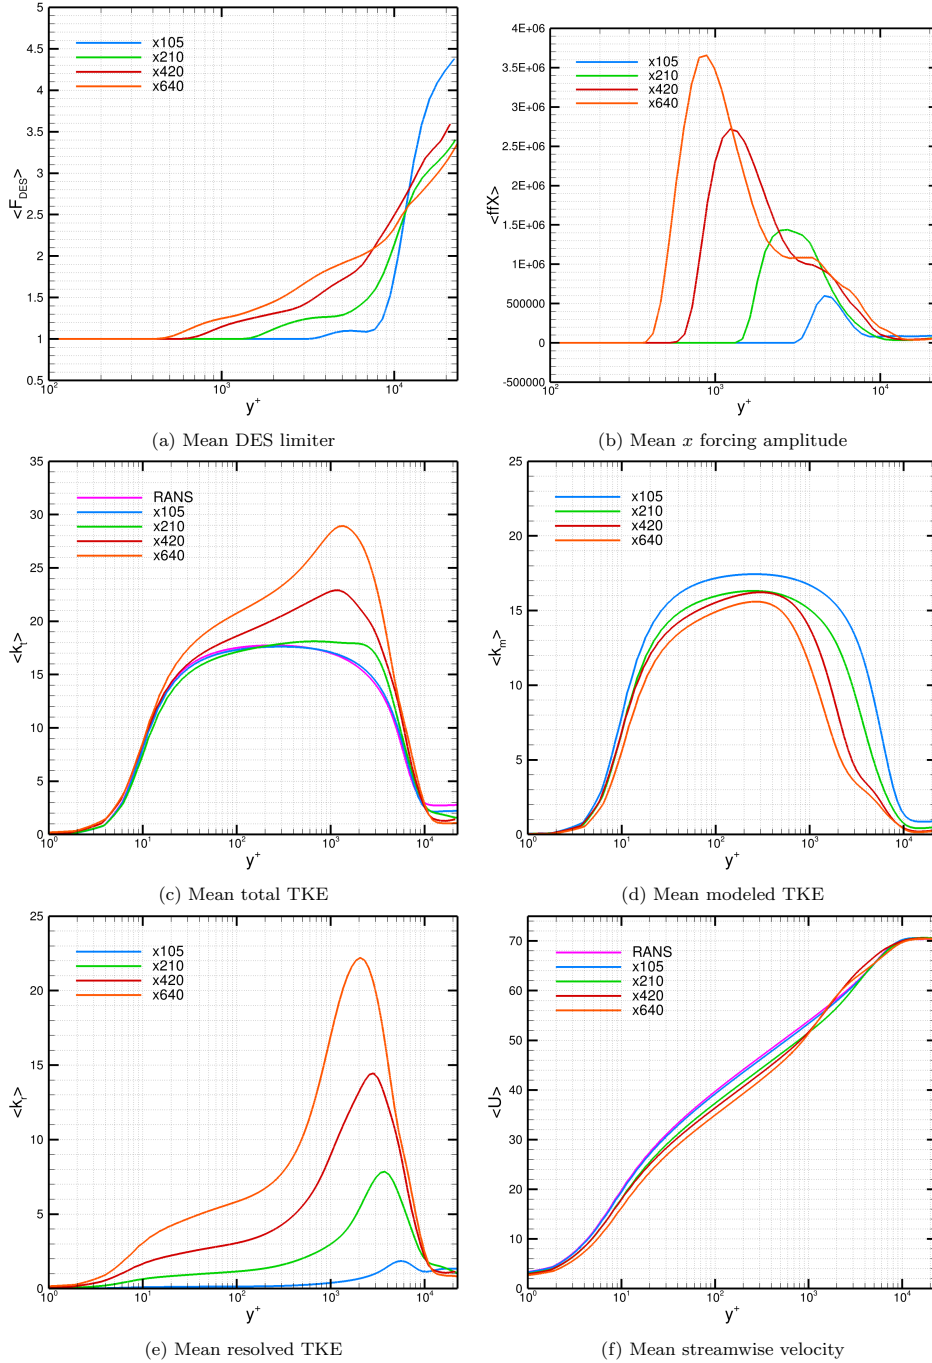 5
4.5
4
3.5
3
2.5
2
1.5
1
0.5
<F_DES>
x105
x210
x420
x640
10^2
10^3
10^4
y^+
(a) Mean DES limiter
4E+06
3.5E+06
3E+06
2.5E+06
2E+06
1.5E+06
1E+06
500000
0
-500000
<ffX>
x105
x210
x420
x640
10^2
10^3
10^4
y^+
(b) Mean x forcing amplitude
35
30
25
20
15
10
5
0
<k_t>
RANS
x105
x210
x420
x640
10^0
10^1
10^2
10^3
10^4
y^+
(c) Mean total TKE
25
20
15
10
5
0
<k_m>
x105
x210
x420
x640
10^0
10^1
10^2
10^3
10^4
y^+
(d) Mean modeled TKE
25
20
15
10
5
0
<k_r>
x105
x210
x420
x640
10^0
10^1
10^2
10^3
10^4
y^+
(e) Mean resolved TKE
70
60
50
40
30
20
10
0
<U>
RANS
x105
x210
x420
x640
10^0
10^1
10^2
10^3
10^4
y^+
(f) Mean streamwise velocity